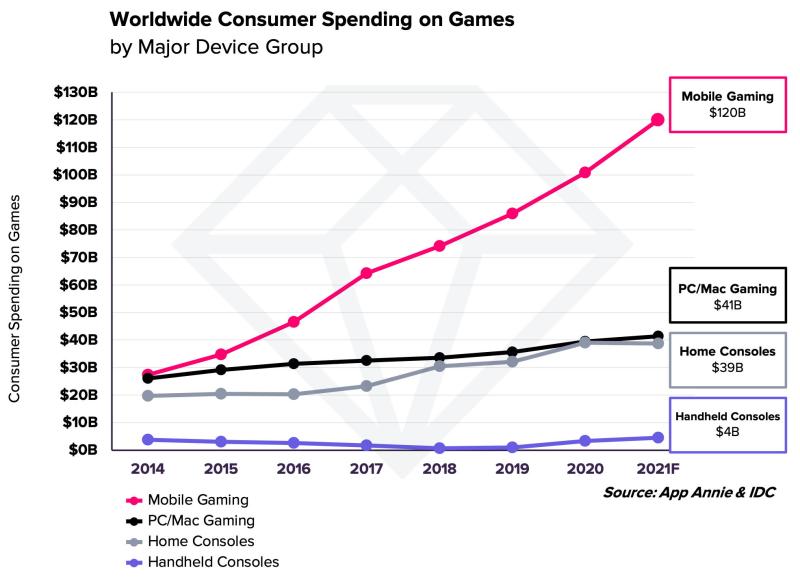 Worldwide Consumer Spending on Games
by Major Device Group
Consumer Spending on Games
$130B
$120B
$110B
$100B
$90B
$80B
$70B
$60B
$50B
$40B
$30B
$20B
$10B
$0B
2014 2015 2016 2017 2018 2019 2020 2021F
Mobile Gaming
$120B
PC/Mac Gaming
$41B
Home Consoles
$39B
Handheld Consoles
$4B
Source: App Annie & IDC
Mobile Gaming
PC/Mac Gaming
Home Consoles
Handheld Consoles